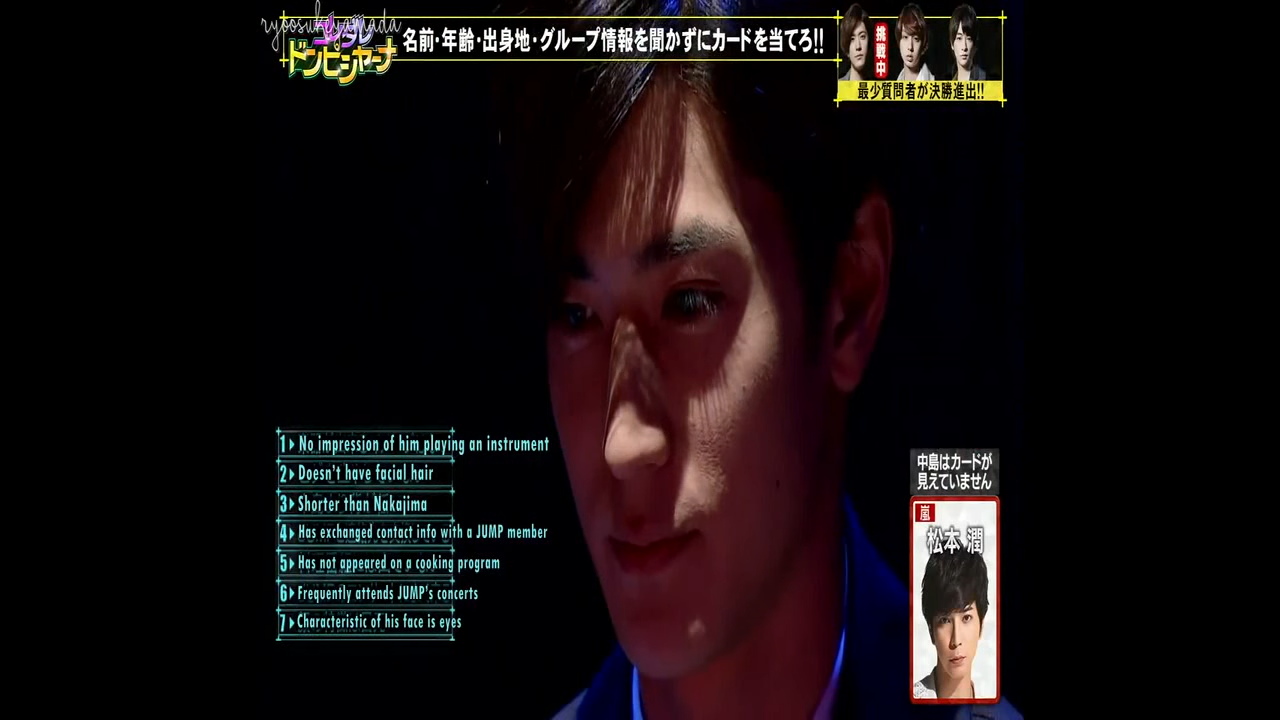 ryoosukeyamada
ドンピシャーナ
名前・年齢・出身地・グループ情報を聞かずにカードを当てろ!!
挑戦中
最少質問者が決勝進出!!
1 No impression of him playing an instrument
2 Doesn't have facial hair
3 Shorter than Nakajima
4 Has exchanged contact info with a JUMP member
5 Has not appeared on a cooking program
6 Frequently attends JUMP's concerts
7 Characteristic of his face is eyes
中島はカードが
見えていません
嵐
松本 潤